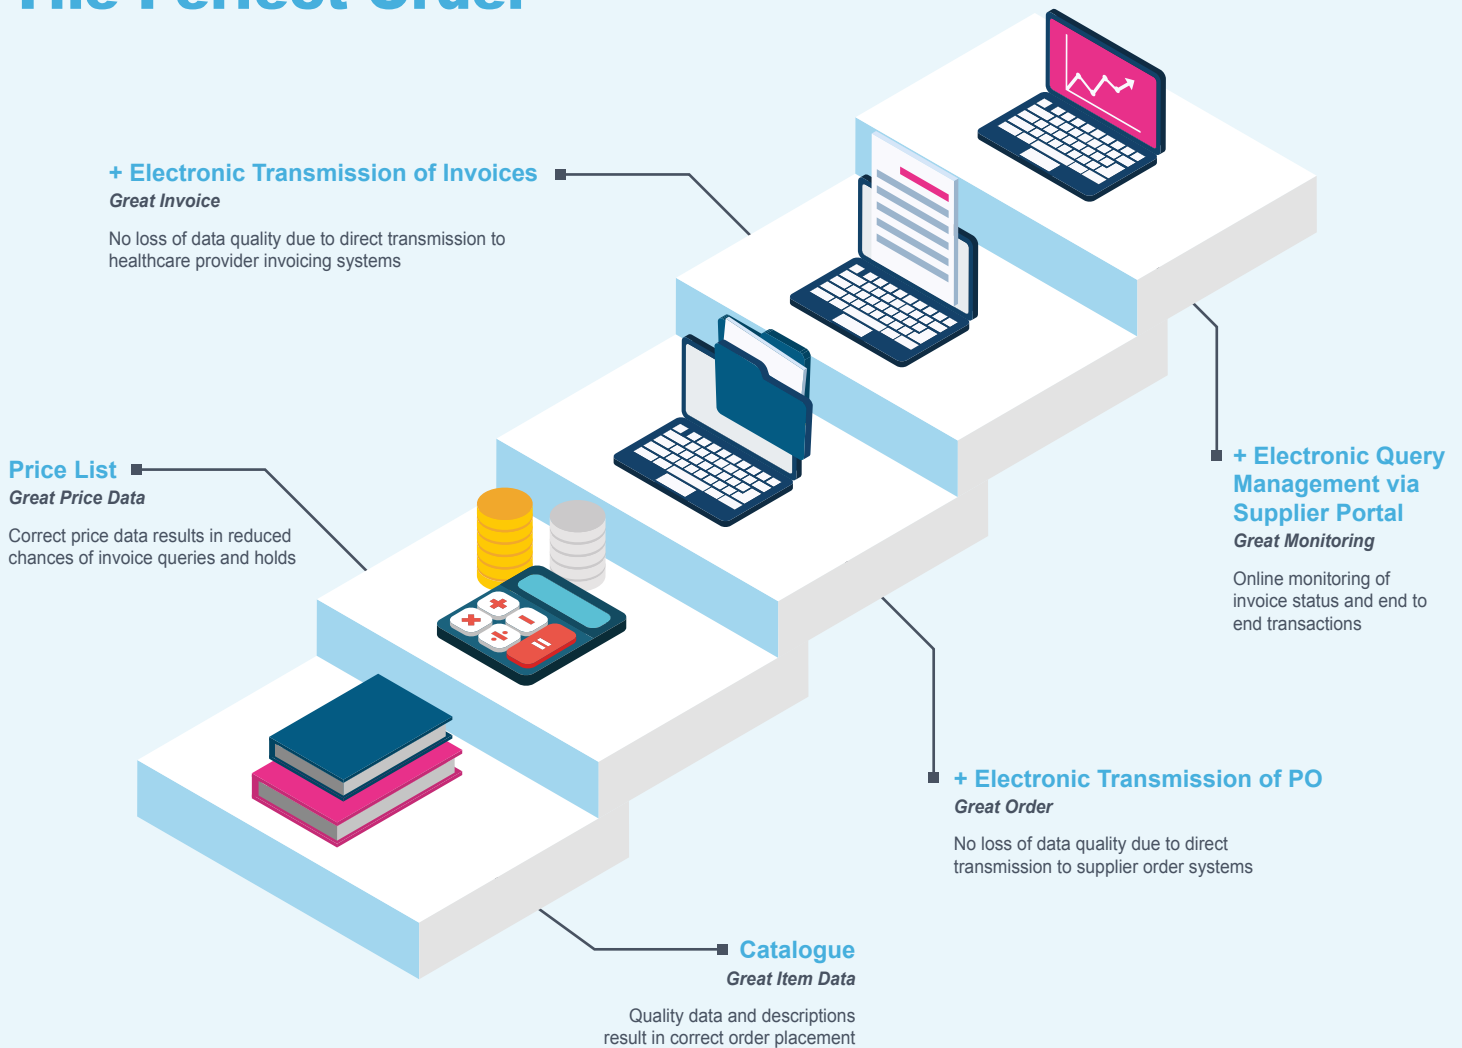 The Perfect Order
+ Electronic Transmission of Invoices
Great Invoice
No loss of data quality due to direct transmission to
healthcare provider invoicing systems
Price List
Great Price Data
Correct price data results in reduced
chances of invoice queries and holds
+ Electronic Query
Management via
Supplier Portal
Great Monitoring
Online monitoring of
invoice status and end to
end transactions
+ Electronic Transmission of PO
Great Order
No loss of data quality due to direct
transmission to supplier order systems
Catalogue
Great Item Data
Quality data and descriptions
result in correct order placement